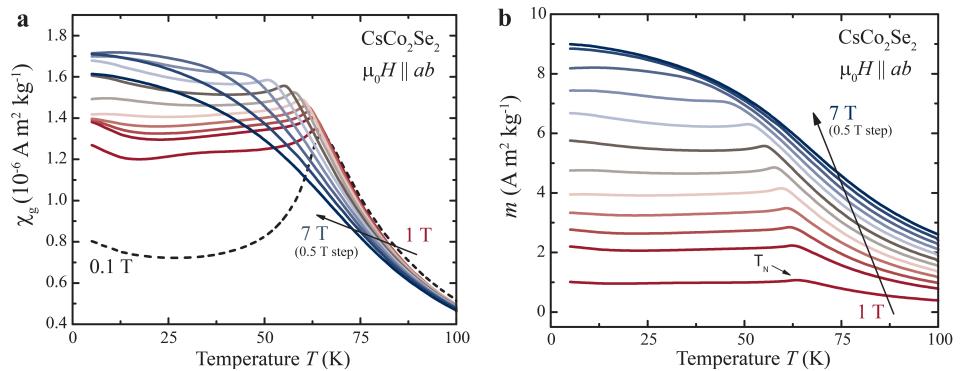 a
CsCo₂Se₂
μ₀H || ab
χg (10⁻⁶ A m² kg⁻¹)
1.8
1.6
1.4
1.2
1.0
0.8
0.6
0.4
0.1 T
7 T
(0.5 T step)
1 T
0 25 50 75 100
Temperature T (K)
b
CsCo₂Se₂
μ₀H || ab
m (A m² kg⁻¹)
10
8
6
4
2
0
7 T
(0.5 T step)
T_N
1 T
0 25 50 75 100
Temperature T (K)